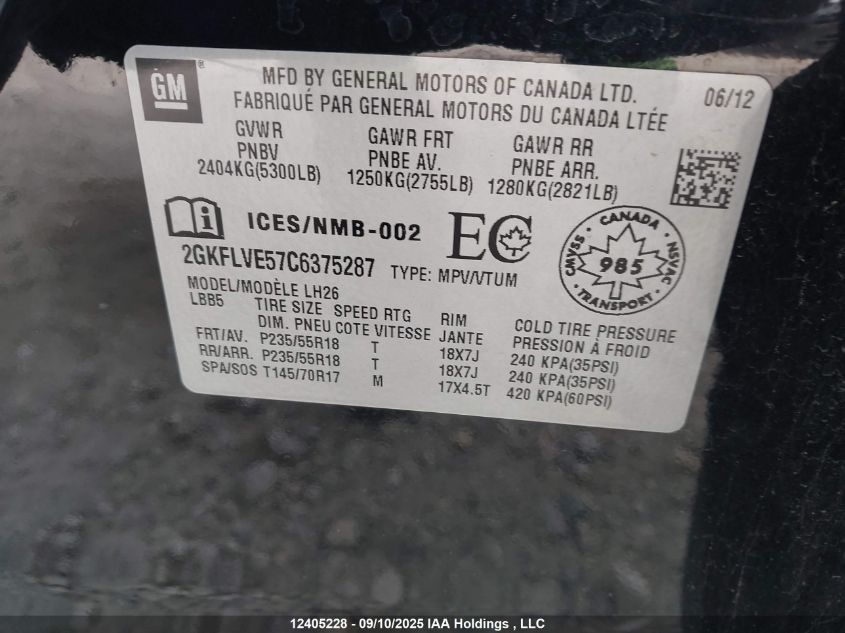 GM ®
MFD BY GENERAL MOTORS OF CANADA LTD. 06/12
FABRIQUÉ PAR GENERAL MOTORS DU CANADA LTÉE
GVWR GAWR FRT GAWR RR
PNBV PNBE AV. PNBE ARR.
2404KG(5300LB) 1250KG(2755LB) 1280KG(2821LB)
ICES/NMB-002 EC
CANADA
CMVSS 985 NSVAC
TRANSPORT
2GKFLVE57C6375287 TYPE: MPV/VTUM
MODEL/MODÈLE LH26
LBB5 TIRE SIZE SPEED RTG RIM COLD TIRE PRESSURE
DIM. PNEU COTE VITESSE JANTE PRESSION À FROID
FRT/AV. P235/55R18 T 18X7J 240 KPA(35PSI)
RR/ARR. P235/55R18 T 18X7J 240 KPA(35PSI)
SPA/SOS T145/70R17 M 17X4.5T 420 KPA(60PSI)
12405228 - 09/10/2025 IAA Holdings , LLC